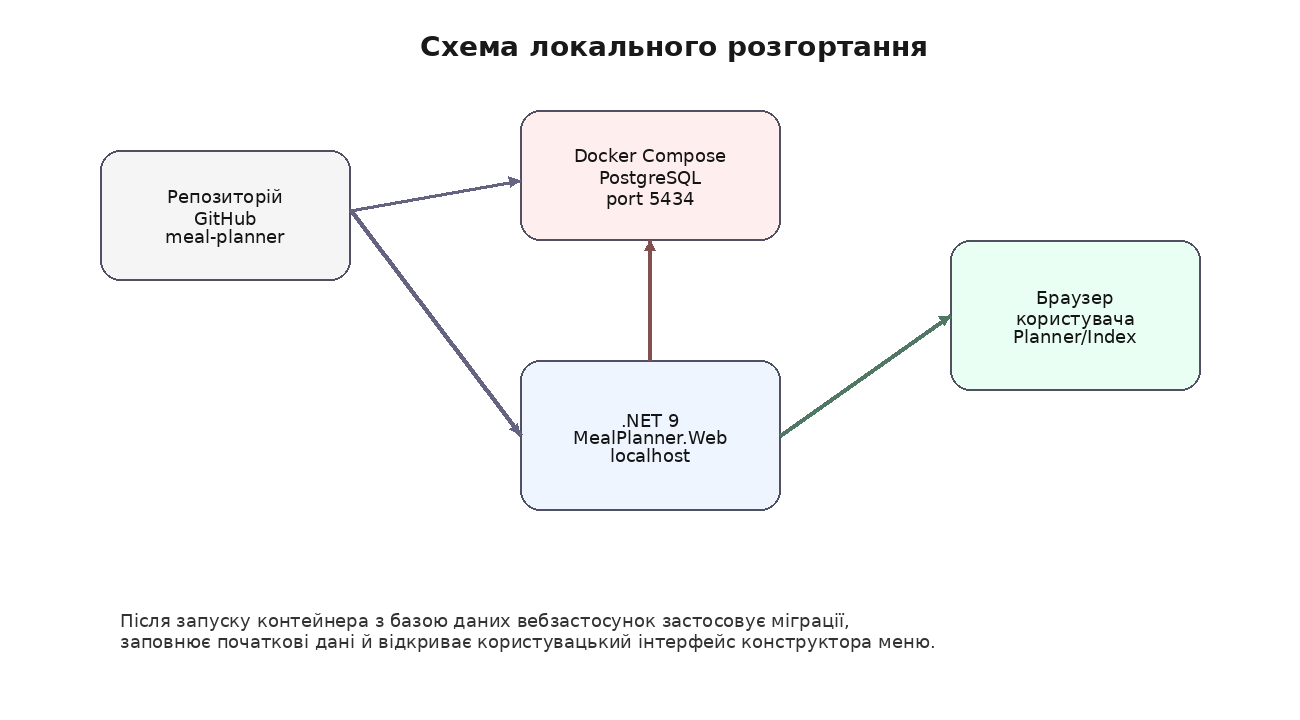 Схема локального розгортання
Docker Compose
PostgreSQL
port 5434
Репозиторій
GitHub
meal-planner
Браузер
користувача
Planner/Index
.NET 9
MealPlanner.Web
localhost
Після запуску контейнера з базою даних вебзастосунок застосовує міграції,
заповнює початкові дані й відкриває користувацький інтерфейс конструктора меню.